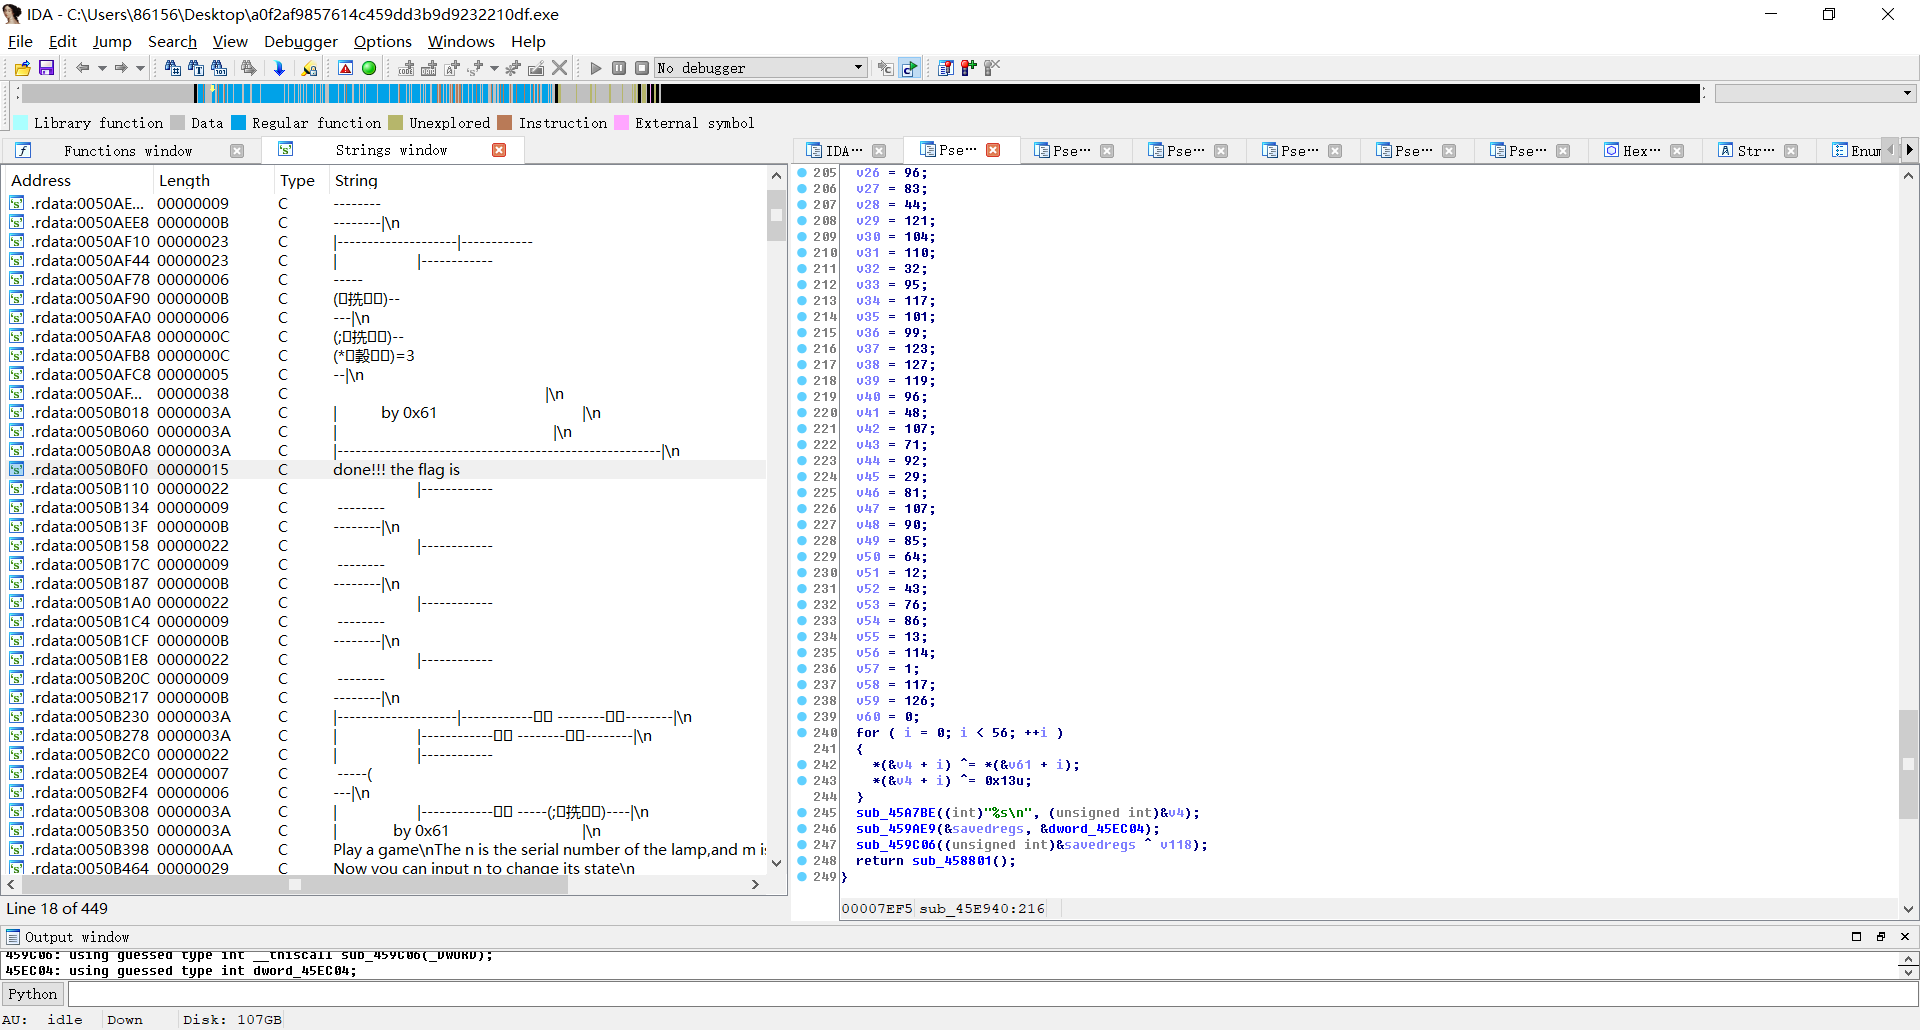 IDA - C:\Users\86156\Desktop\a0f2af9857614c459dd3b9d9232210df.exe
File Edit Jump Search View Debugger Options Windows Help
No debugger
Library function Data Regular function Unexplored Instruction External symbol
Functions window Strings window
IDA⋯ Pse⋯ Pse⋯ Pse⋯ Pse⋯ Pse⋯ Pse⋯ Hex⋯ Str⋯ Enum
Address Length Type String
.rdata:0050AE... 00000009 C --------
.rdata:0050AEE8 0000000B C --------|\n
.rdata:0050AF10 00000023 C |--------------------|------------
.rdata:0050AF44 00000023 C | |------------
.rdata:0050AF78 00000006 C -----
.rdata:0050AF90 0000000B C (▯挩▯▯)--
.rdata:0050AFA0 00000006 C ---|\n
.rdata:0050AFA8 0000000C C (;▯挩▯▯)--
.rdata:0050AFB8 0000000C C (*▯▯▯)=3
.rdata:0050AFC8 00000005 C --|\n
.rdata:0050AF... 00000038 C |\n
.rdata:0050B018 0000003A C | by 0x61 |\n
.rdata:0050B060 0000003A C | |\n
.rdata:0050B0A8 0000003A C |------------------------------------------------------|\n
.rdata:0050B0F0 00000015 C done!!! the flag is
.rdata:0050B110 00000022 C |------------
.rdata:0050B134 00000009 C --------
.rdata:0050B13F 0000000B C --------|\n
.rdata:0050B158 00000022 C |------------
.rdata:0050B17C 00000009 C --------
.rdata:0050B187 0000000B C --------|\n
.rdata:0050B1A0 00000022 C |------------
.rdata:0050B1C4 00000009 C --------
.rdata:0050B1CF 0000000B C --------|\n
.rdata:0050B1E8 00000022 C |------------
.rdata:0050B20C 00000009 C --------
.rdata:0050B217 0000000B C --------|\n
.rdata:0050B230 0000003A C |--------------------|------------▯▯ --------▯▯--------|\n
.rdata:0050B278 0000003A C | |------------▯▯ --------▯▯--------|\n
.rdata:0050B2C0 00000022 C | |------------
.rdata:0050B2E4 00000007 C -----(
.rdata:0050B2F4 00000006 C ---|\n
.rdata:0050B308 0000003A C | |------------▯▯ -----(;▯挩▯▯)----|\n
.rdata:0050B350 0000003A C | by 0x61 |\n
.rdata:0050B398 000000AA C Play a game\nThe n is the serial number of the lamp,and m is
.rdata:0050B464 00000029 C Now you can input n to change its state\n
Line 18 of 449
205 v26 = 96;
206 v27 = 83;
207 v28 = 44;
208 v29 = 121;
209 v30 = 104;
210 v31 = 110;
211 v32 = 32;
212 v33 = 95;
213 v34 = 117;
214 v35 = 101;
215 v36 = 99;
216 v37 = 123;
217 v38 = 127;
218 v39 = 119;
219 v40 = 96;
220 v41 = 48;
221 v42 = 107;
222 v43 = 71;
223 v44 = 92;
224 v45 = 29;
225 v46 = 81;
226 v47 = 107;
227 v48 = 90;
228 v49 = 85;
229 v50 = 64;
230 v51 = 12;
231 v52 = 43;
232 v53 = 76;
233 v54 = 86;
234 v55 = 13;
235 v56 = 114;
236 v57 = 1;
237 v58 = 117;
238 v59 = 126;
239 v60 = 0;
240 for ( i = 0; i < 56; ++i )
241 {
242 *(&v4 + i) ^= *(&v61 + i);
243 *(&v4 + i) ^= 0x13u;
244 }
245 sub_45A7BE((int)"%s\n", (unsigned int)&v4);
246 sub_459AE9(&savedregs, &dword_45EC04);
247 sub_459C06((unsigned int)&savedregs ^ v118);
248 return sub_458801();
249 }
00007EF5 sub_45E940:216
Output window
459C06: using guessed type int __thiscall sub_459C06(_DWORD);
45EC04: using guessed type int dword_45EC04;
Python
AU: idle Down Disk: 107GB